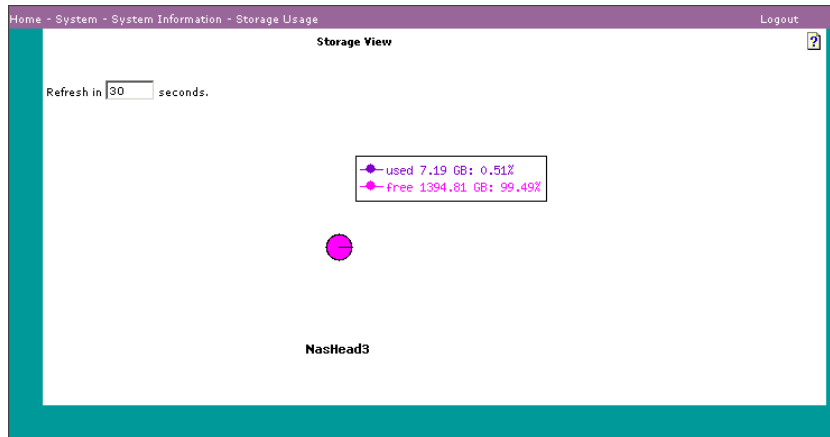 Home - System - System Information - Storage Usage Logout
Storage View
?
Refresh in 30 seconds.
used 7.19 GB: 0.51%
free 1394.81 GB: 99.49%
NasHead3